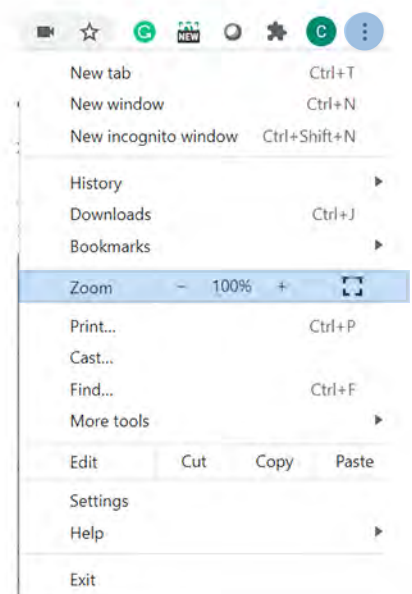 G NEW C
New tab Ctrl+T
New window Ctrl+N
New incognito window Ctrl+Shift+N
History
Downloads Ctrl+J
Bookmarks
Zoom - 100% +
Print... Ctrl+P
Cast...
Find... Ctrl+F
More tools
Edit Cut Copy Paste
Settings
Help
Exit